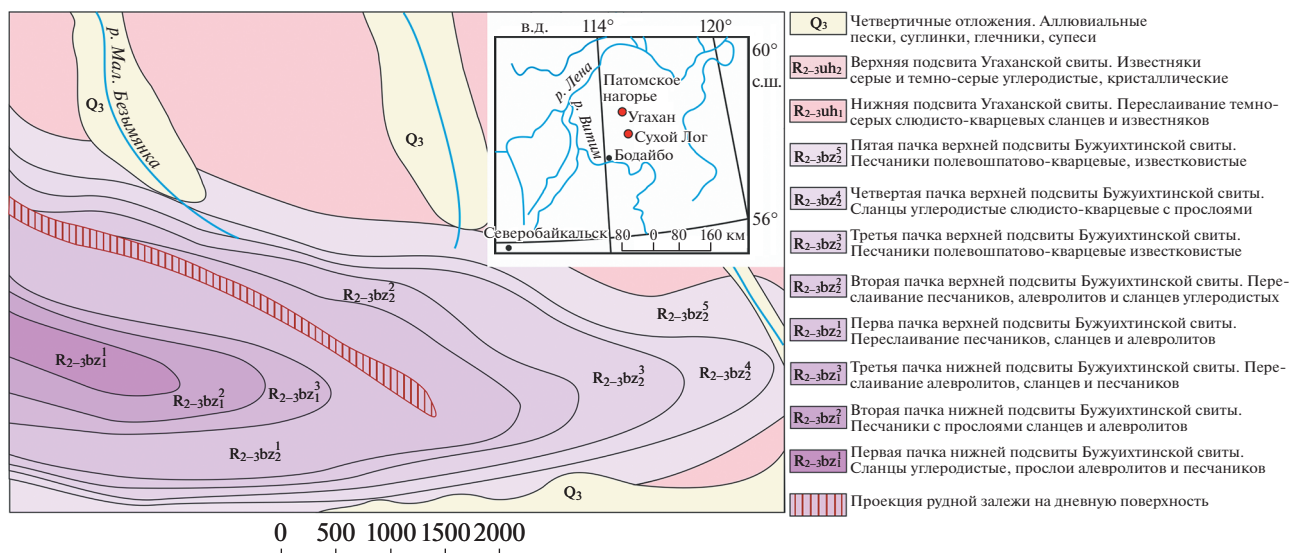 р. Мал. Безымянка
Q3
Q3
R2–3bz2^2
R2–3bz2^5
R2–3bz2^3
R2–3bz2^4
R2–3bz1^1
R2–3bz1^2
R2–3bz1^3
R2–3bz2^1
Q3
0 500 1000 1500 2000
в.д. 114° 120°
60°
с.ш.
р. Лена
р. Витим
Патомское
нагорье
Угахан
Сухой Лог
Бодайбо
56°
Северобайкальск
80 0 80 160 км
Q3 Четвертичные отложения. Аллювиальные
пески, суглинки, глечники, супеси
R2–3uh2 Верхняя подсвита Угаханской свиты. Известняки
серые и темно-серые углеродистые, кристаллические
R2–3uh1 Нижняя подсвита Угаханской свиты. Переслаивание темно-
серых слюдисто-кварцевых сланцев и известняков
R2–3bz2^5 Пятая пачка верхней подсвиты Бужуихтинской свиты.
Песчаники полевошпатово-кварцевые, известковистые
R2–3bz2^4 Четвертая пачка верхней подсвиты Бужуихтинской свиты.
Сланцы углеродистые слюдисто-кварцевые с прослоями
R2–3bz2^3 Третья пачка верхней подсвиты Бужуихтинской свиты.
Песчаники полевошпатово-кварцевые известковистые
R2–3bz2^2 Вторая пачка верхней подсвиты Бужуихтинской свиты. Пере-
слаивание песчаников, алевролитов и сланцев углеродистых
R2–3bz2^1 Перва пачка верхней подсвиты Бужуихтинской свиты.
Переслаивание песчаников, сланцев и алевролитов
R2–3bz1^3 Третья пачка нижней подсвиты Бужуихтинской свиты. Пере-
слаивание алевролитов, сланцев и песчаников
R2–3bz1^2 Вторая пачка нижней подсвиты Бужуихтинской свиты.
Песчаники с прослоями сланцев и алевролитов
R2–3bz1^1 Первая пачка нижней подсвиты Бужуихтинской свиты.
Сланцы углеродистые, прослои алевролитов и песчаников
Проекция рудной залежи на дневную поверхность